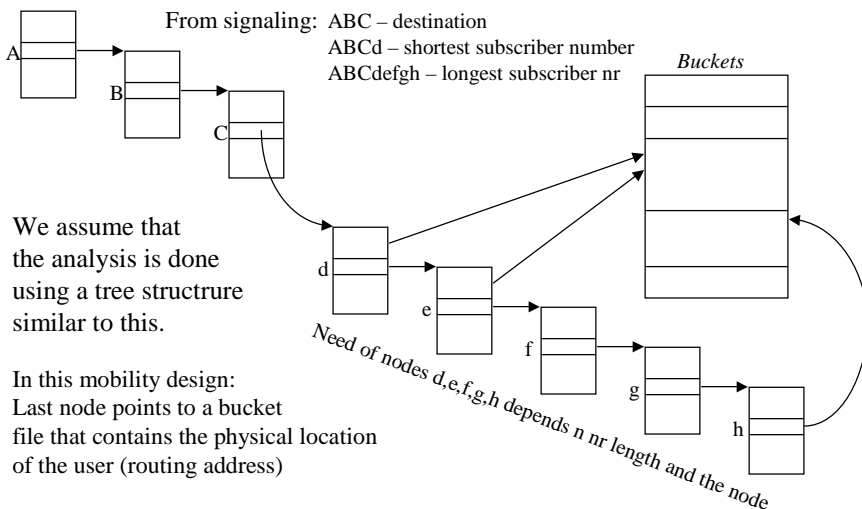 From signaling: ABC – destination
ABCd – shortest subscriber number
ABCdefgh – longest subscriber nr
Buckets
A
B
C
d
e
f
g
h
We assume that
the analysis is done
using a tree structrure
similar to this.
Need of nodes d,e,f,g,h depends n nr length and the node
In this mobility design:
Last node points to a bucket
file that contains the physical location
of the user (routing address)